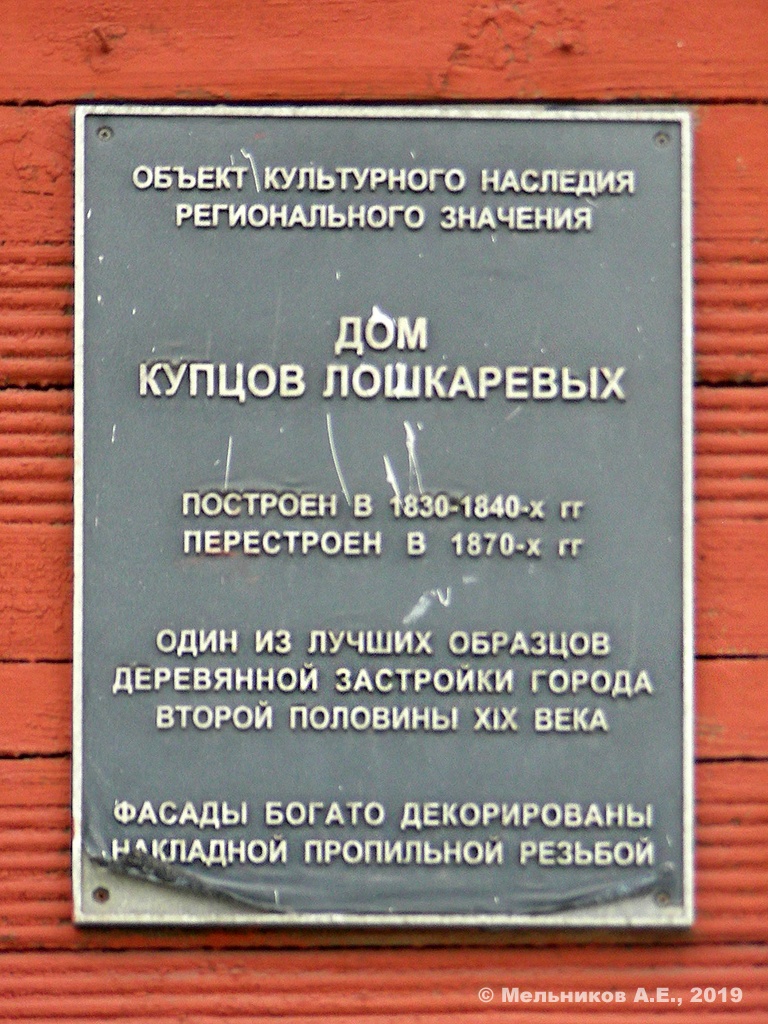 ОБЪЕКТ КУЛЬТУРНОГО НАСЛЕДИЯ
РЕГИОНАЛЬНОГО ЗНАЧЕНИЯ
ДОМ
КУПЦОВ ЛОШКАРЕВЫХ
ПОСТРОЕН В 1830-1840-х гг
ПЕРЕСТРОЕН В 1870-х гг
ОДИН ИЗ ЛУЧШИХ ОБРАЗЦОВ
ДЕРЕВЯННОЙ ЗАСТРОЙКИ ГОРОДА
ВТОРОЙ ПОЛОВИНЫ XIX ВЕКА
ФАСАДЫ БОГАТО ДЕКОРИРОВАНЫ
НАКЛАДНОЙ ПРОПИЛЬНОЙ РЕЗЬБОЙ
© Мельников А.Е., 2019